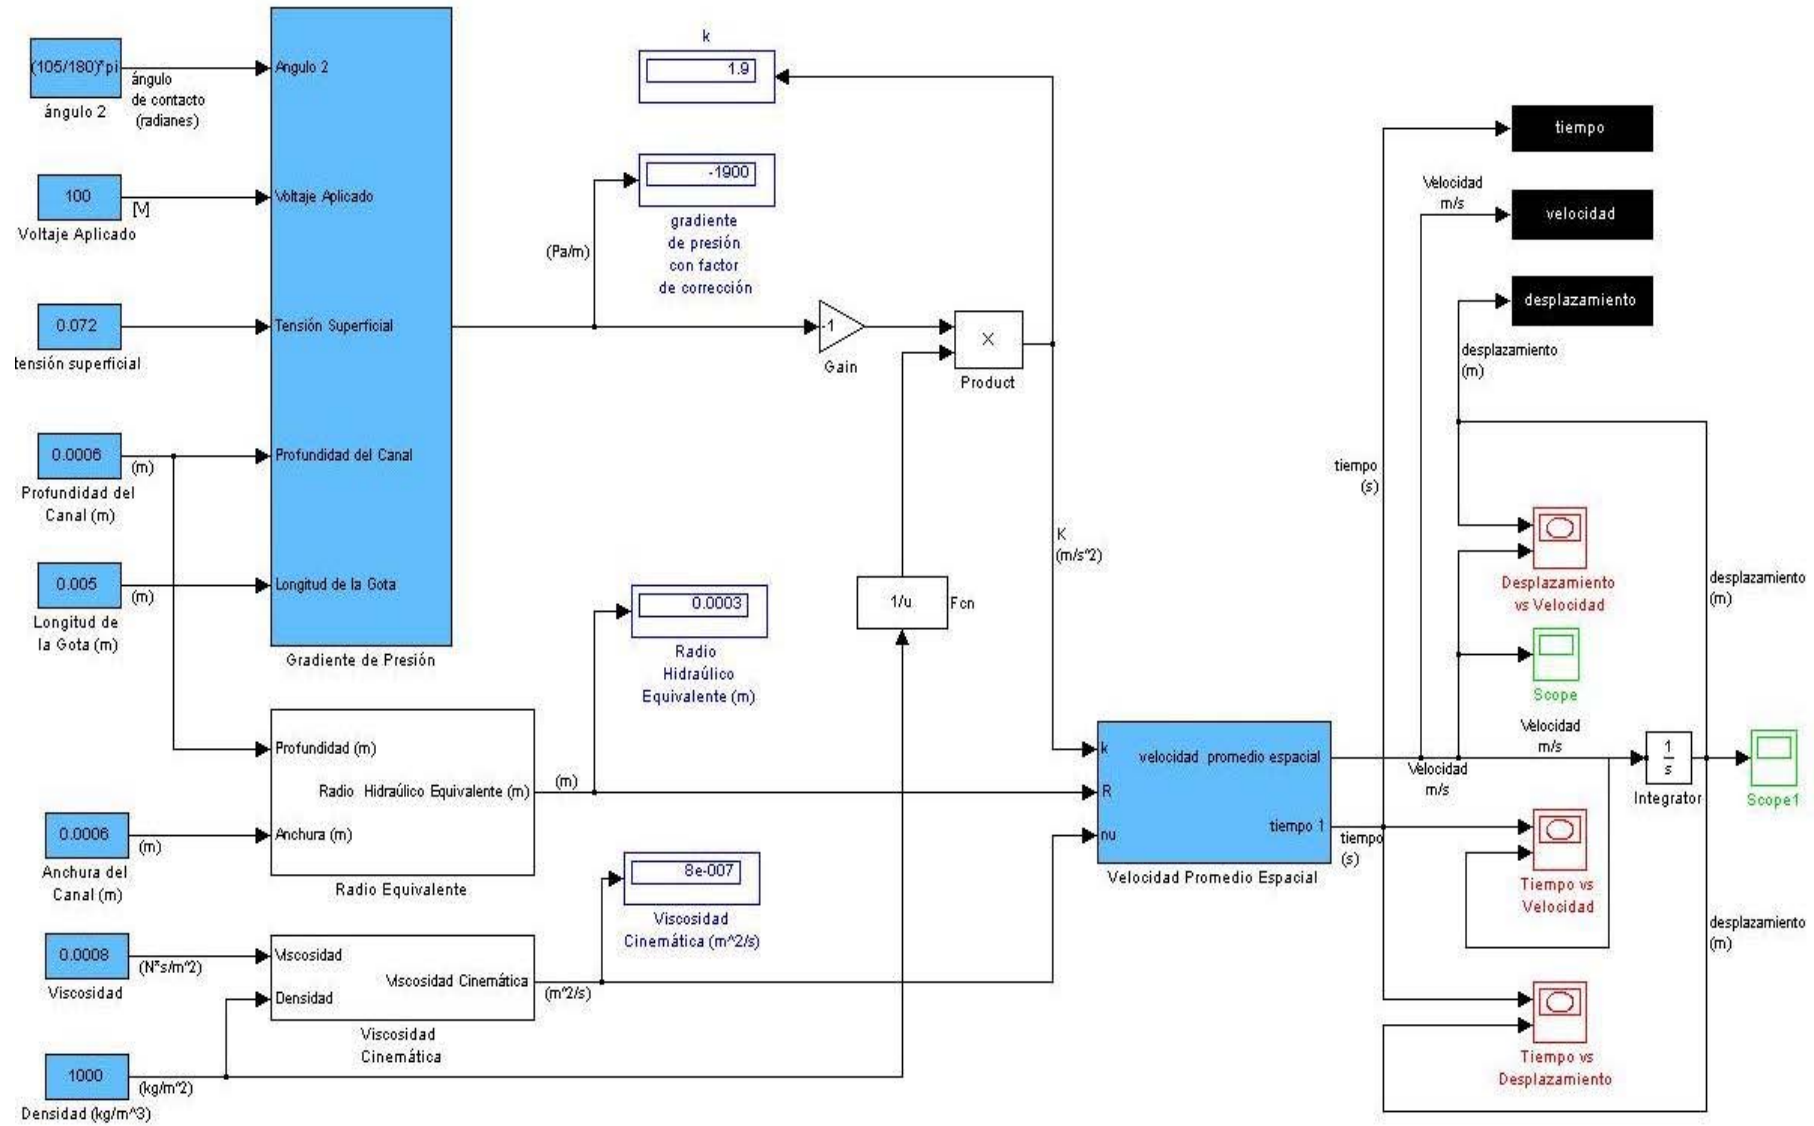 (105/180)*pi
ángulo 2
ángulo
de contacto
(radianes)
100
[V]
Voltaje Aplicado
0.072
tensión superficial
0.0006
(m)
Profundidad del
Canal (m)
0.005
(m)
Longitud de
la Gota (m)
Angulo 2
Voltaje Aplicado
Tensión Superficial
Profundidad del Canal
Longitud de la Gota
Gradiente de Presión
0.0006
(m)
Anchura del
Canal (m)
0.0008
(N*s/m^2)
Viscosidad
1000
(kg/m^2)
Densidad (kg/m^3)
Profundidad (m)
Radio Hidraúlico Equivalente (m)
Anchura (m)
Radio Equivalente
(m)
Viscosidad
Viscosidad Cinemática
Densidad
Viscosidad
Cinemática
(m^2/s)
k
1.9
-1900
gradiente
de presión
con factor
de corrección
(Pa/m)
-1
Gain
X
Product
K
(m/s^2)
1/u
Fcn
0.0003
Radio
Hidraúlico
Equivalente (m)
8e-007
Viscosidad
Cinemática (m^2/s)
k
R
nu
velocidad promedio espacial
tiempo 1
Velocidad Promedio Espacial
tiempo
velocidad
desplazamiento
Velocidad
m/s
desplazamiento
(m)
tiempo
(s)
Desplazamiento
vs Velocidad
Scope
Velocidad
m/s
Velocidad
m/s
tiempo
(s)
1
s
Integrator
Scope1
desplazamiento
(m)
Tiempo vs
Velocidad
desplazamiento
(m)
Tiempo vs
Desplazamiento